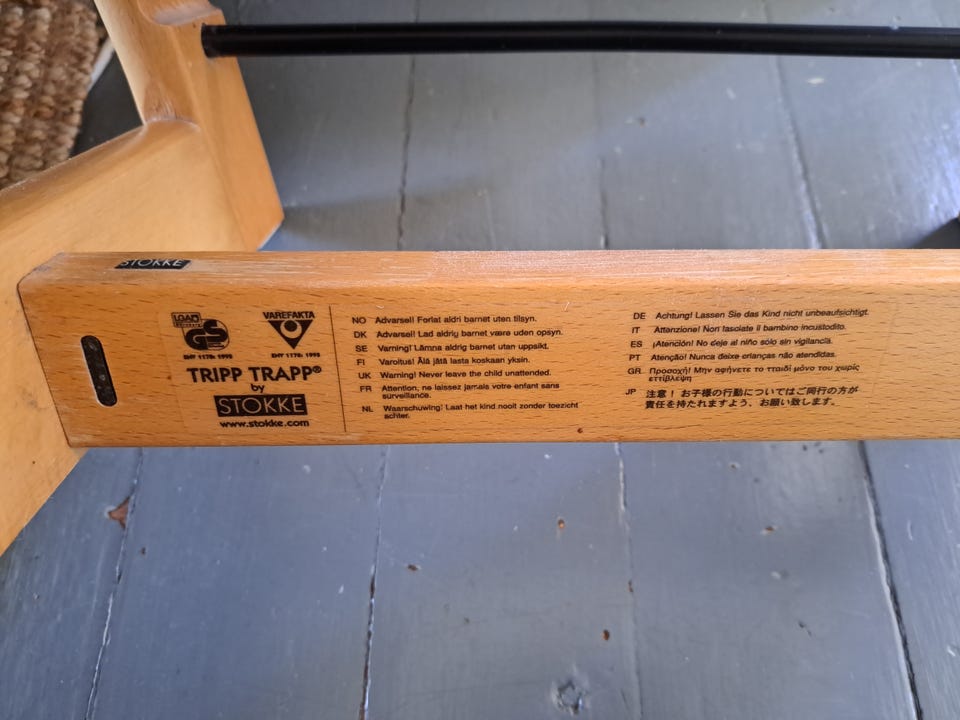 STOKKE
LGA
GS
EN? 1178: 1995
VAREFAKTA
EN? 1178: 1995
TRIPP TRAPP®
by
STOKKE
www.stokke.com
NO Advarsel! Forlat aldri barnet uten tilsyn.
DK Advarsel! Lad aldrig barnet være uden opsyn.
SE Varning! Lämna aldrig barnet utan uppsikt.
FI Varoitus! Älä jätä lasta koskaan yksin.
UK Warning! Never leave the child unattended.
FR Attention, ne laissez jamais votre enfant sans
surveillance.
NL Waarschuwing! Laat het kind nooit zonder toezicht
achter.
DE Achtung! Lassen Sie das Kind nicht unbeaufsichtigt.
IT Attenzione! Non lasciate il bambino incustodito.
ES ¡Atención! No deje al niño sólo sin vigilancia.
PT Atenção! Nunca deixe crianças não atendidas.
GR Προσοχή! Μην αφήνετε το παιδί μόνο του χωρίς
επίβλεψη
JP 注意！ お子様の行動についてはご同行の方が
責任を持たれますよう、お願い致します。